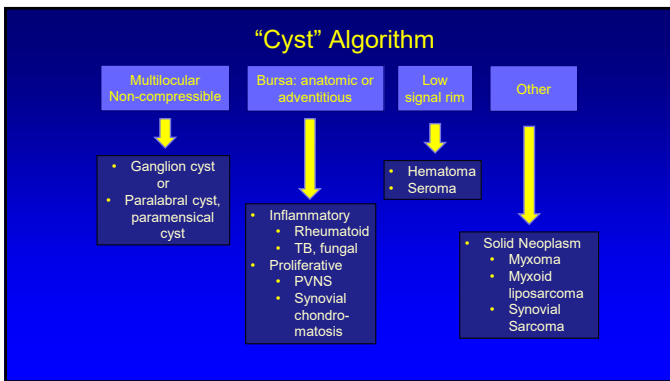 “Cyst” Algorithm
Multilocular
Non-compressible
Bursa: anatomic or
adventitious
Low
signal rim
Other
• Ganglion cyst
or
• Paralabral cyst,
paramensical
cyst
• Inflammatory
• Rheumatoid
• TB, fungal
• Proliferative
• PVNS
• Synovial
chondro-
matosis
• Hematoma
• Seroma
• Solid Neoplasm
• Myxoma
• Myxoid
liposarcoma
• Synovial
Sarcoma